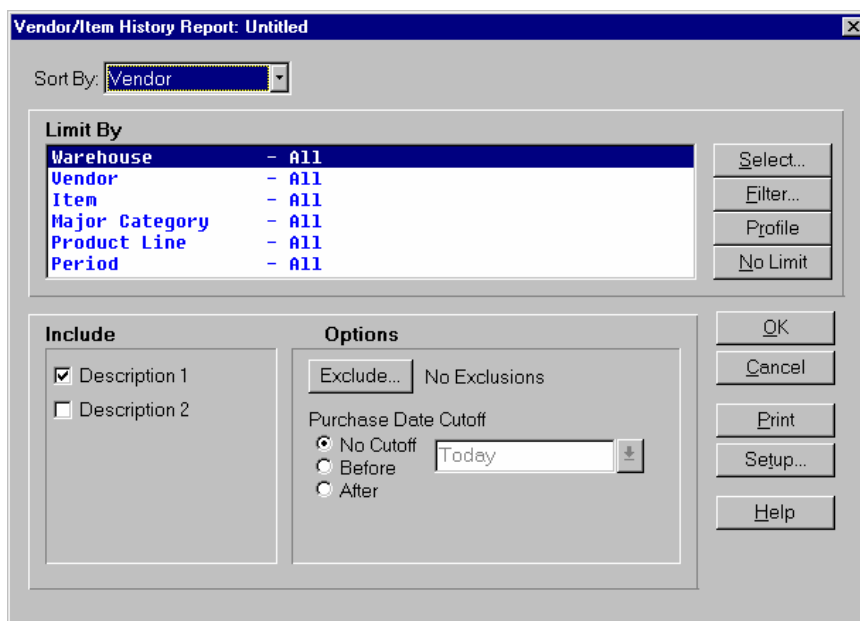 Vendor/Item History Report: Untitled
Sort By: Vendor
Limit By
Warehouse - All
Vendor - All
Item - All
Major Category - All
Product Line - All
Period - All
Select...
Filter...
Profile
No Limit
Include
Description 1
Description 2
Options
Exclude... No Exclusions
Purchase Date Cutoff
No Cutoff
Before
After
Today
OK
Cancel
Print
Setup...
Help